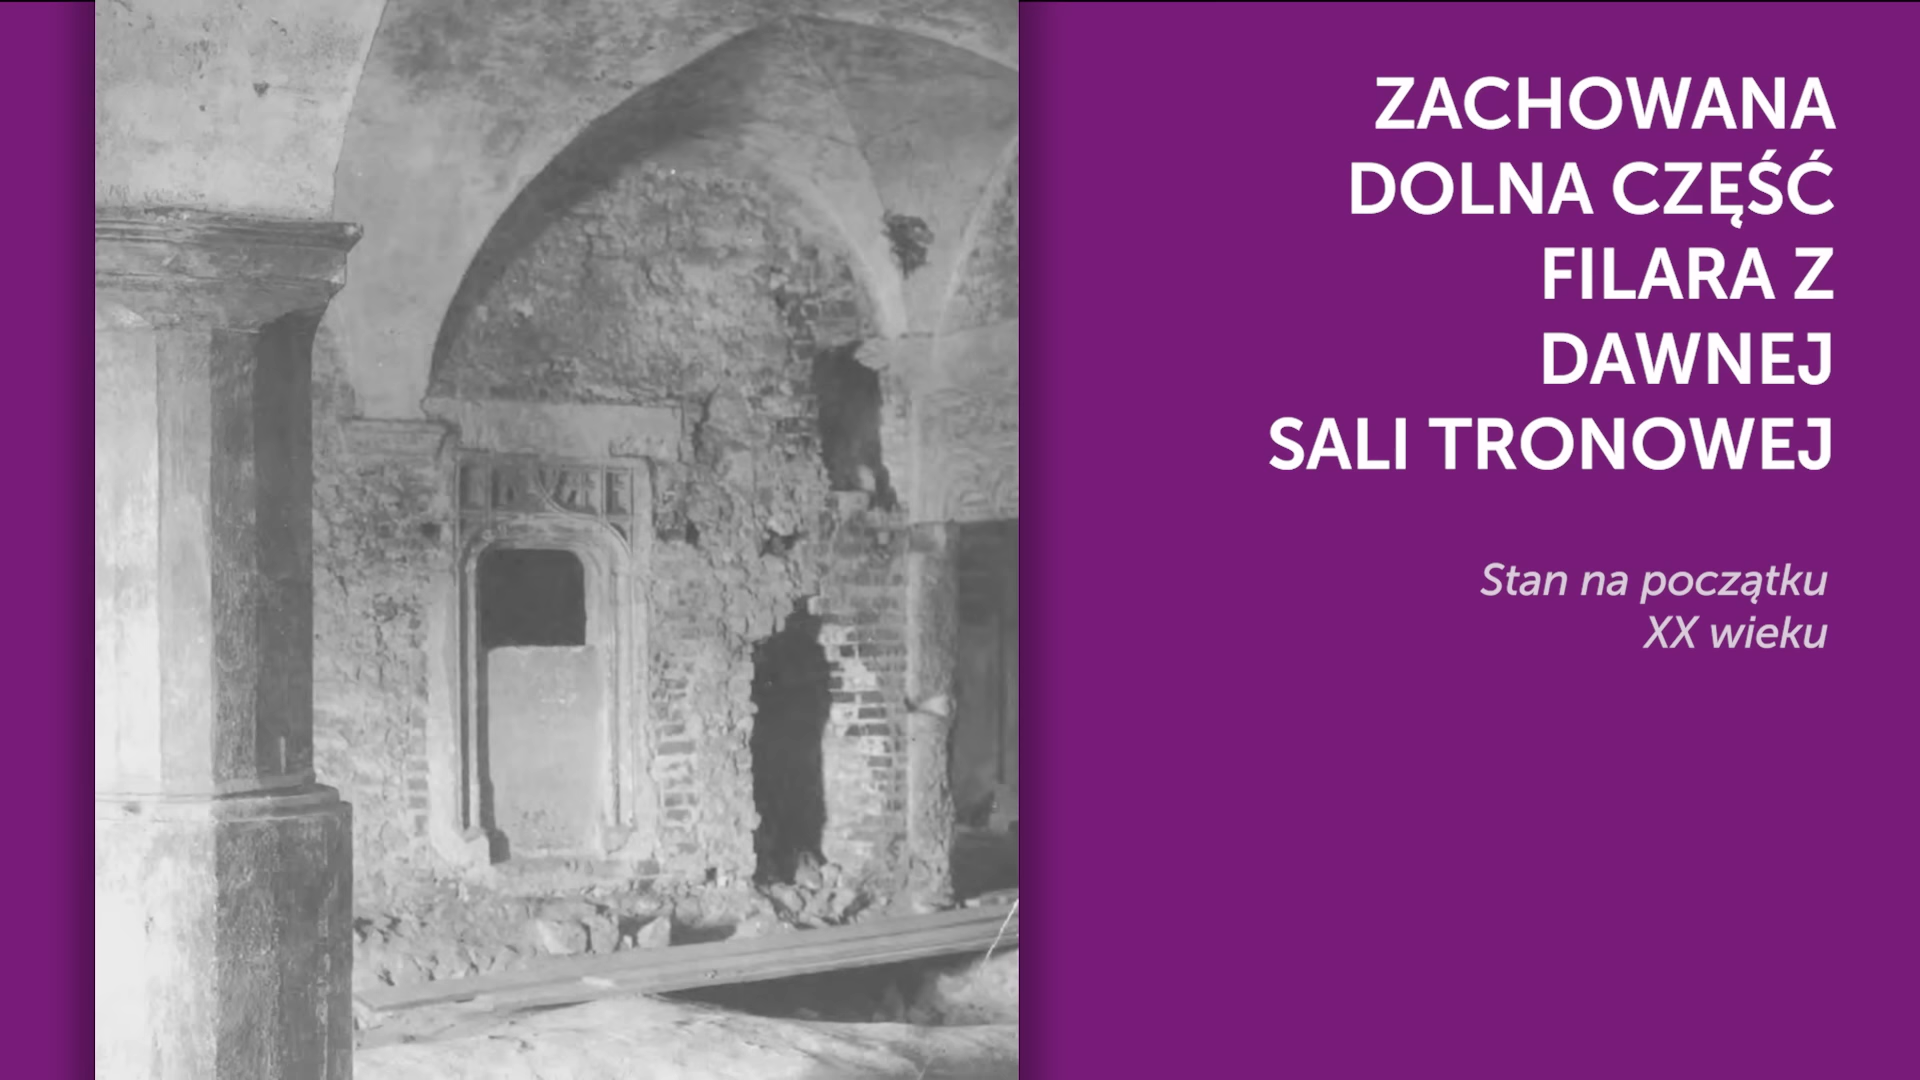 ZACHOWANA
DOLNA CZĘŚĆ
FILARA Z
DAWNEJ
SALI TRONOWEJ
Stan na początku
XX wieku